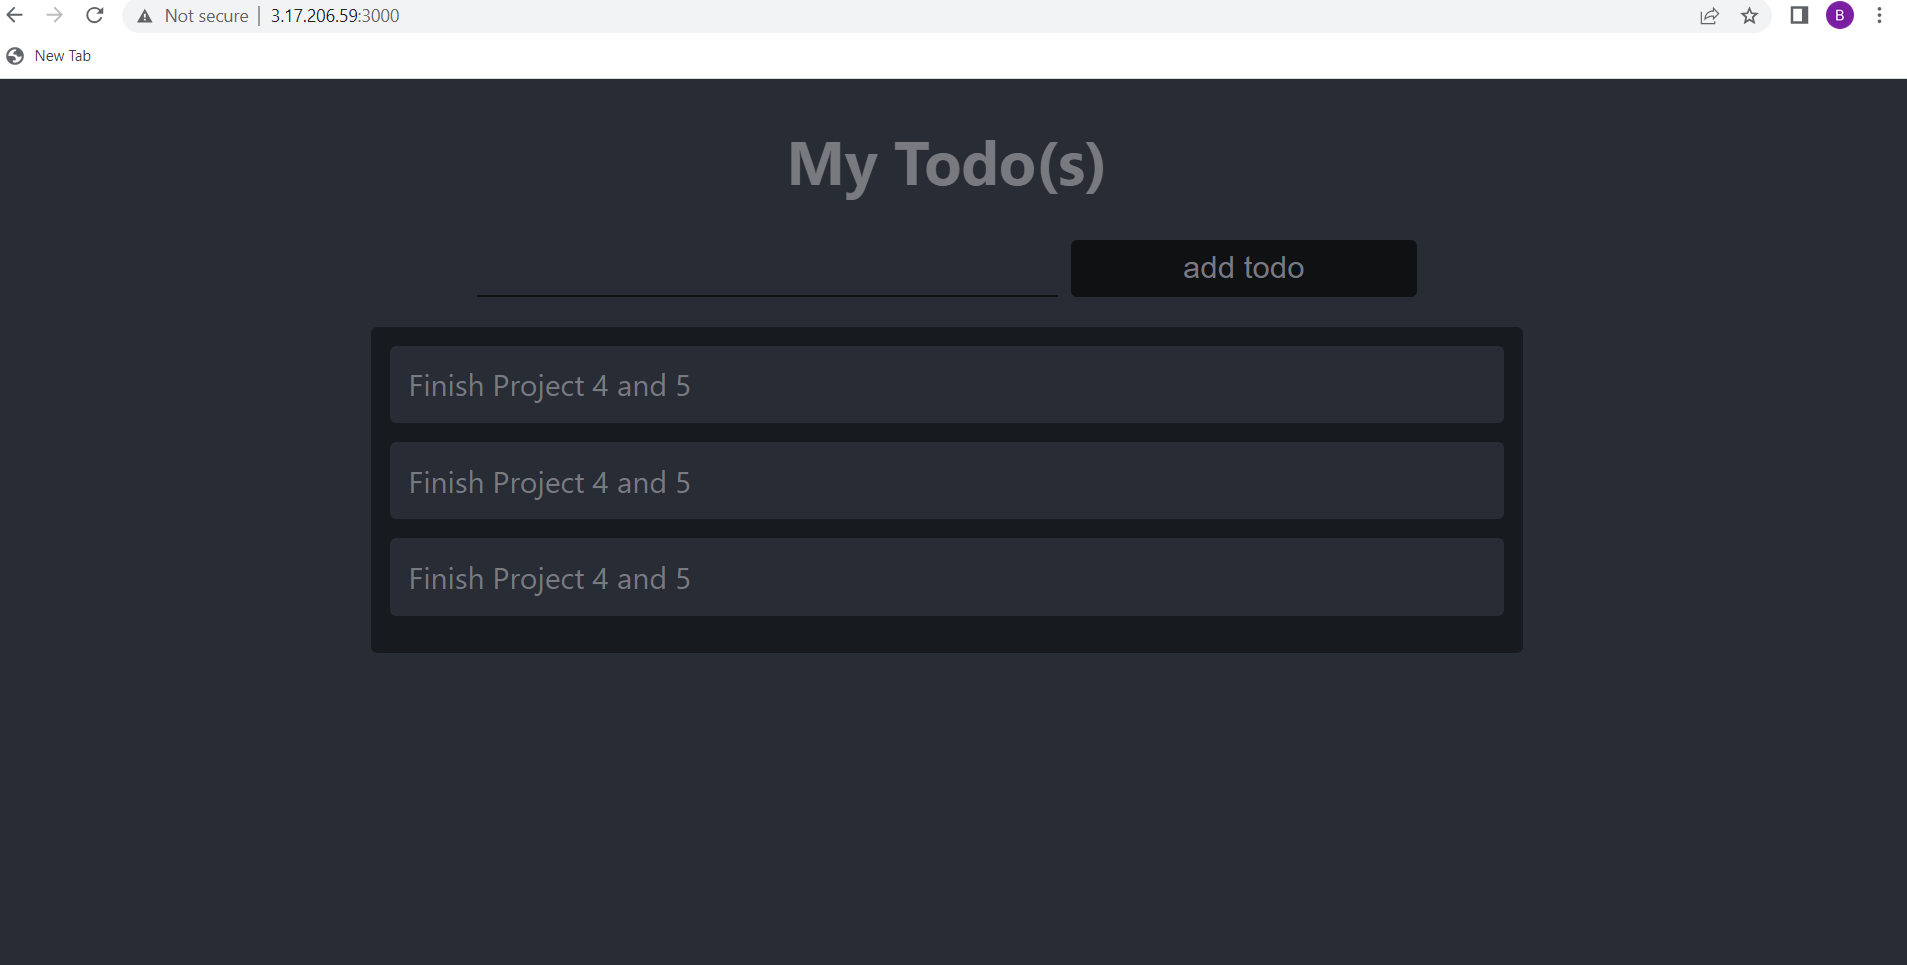 Not secure | 3.17.206.59:3000
B
New Tab
My Todo(s)
add todo
Finish Project 4 and 5
Finish Project 4 and 5
Finish Project 4 and 5